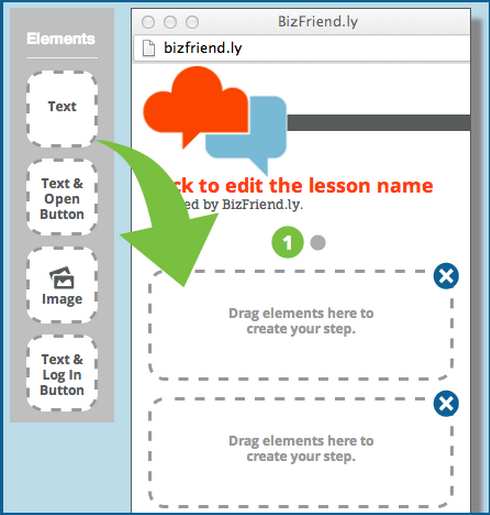 Elements
Text
Text &
Open
Button
Image
Text &
Log In
Button
BizFriend.ly
bizfriend.ly
ck to edit the lesson name
ed by BizFriend.ly.
1
Drag elements here to
create your step.
Drag elements here to
create your step.